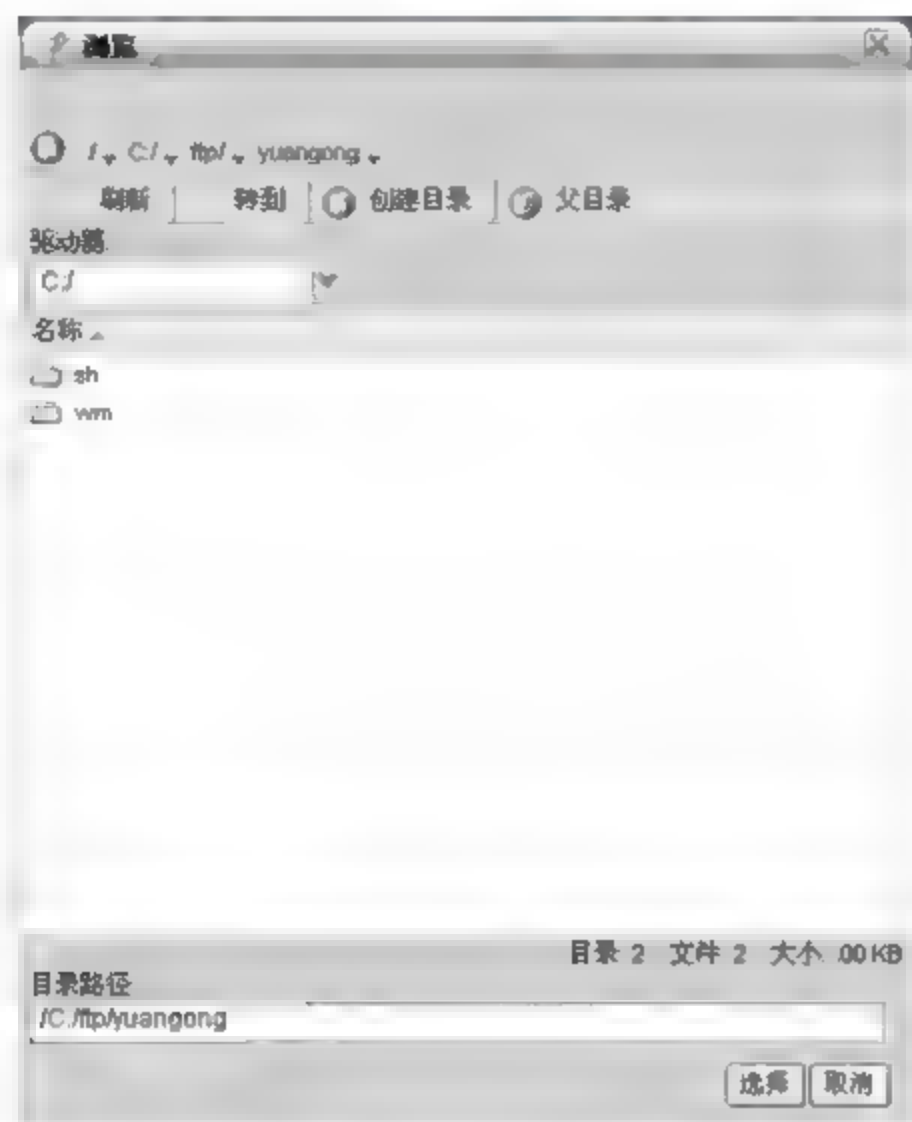 浏览
/ C:/ ftp/ yuangong
刷新 转到 创建目录 父目录
驱动器
C:/
名称
sh
wm
目录 2 文件 2 大小 .00 KB
目录路径
/C:/ftp/yuangong
选择 取消